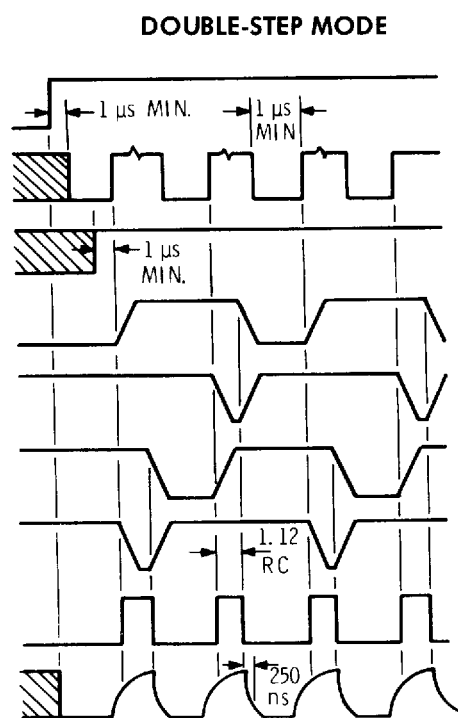 DOUBLE-STEP MODE
1 μs MIN.
1 μs
MIN
1 μs
MIN.
1.12
RC
250
ns